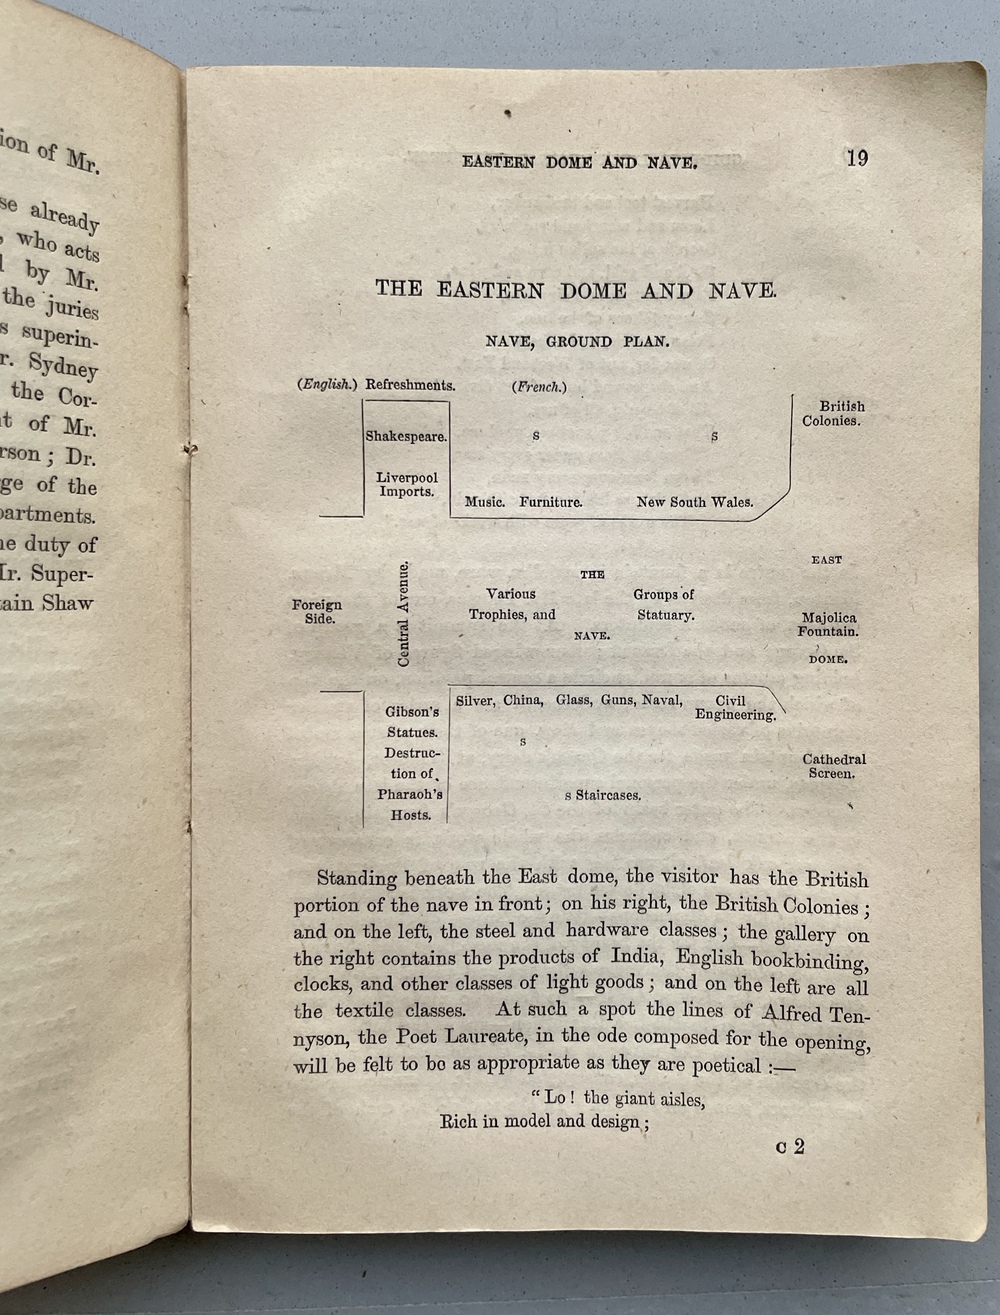 ion of Mr.
se already
, who acts
l by Mr.
the juries
s superin-
r. Sydney
the Cor-
t of Mr.
rson; Dr.
ge of the
partments.
e duty of
Ir. Super-
tain Shaw
EASTERN DOME AND NAVE. 19
THE EASTERN DOME AND NAVE.
NAVE, GROUND PLAN.
(English.) Refreshments. (French.)
British
Colonies.
Shakespeare. S S
Liverpool
Imports.
Music. Furniture. New South Wales.
EAST
THE
Central Avenue.
Various Groups of
Foreign
Side.
Trophies, and Statuary.
Majolica
Fountain.
NAVE.
DOME.
Silver, China, Glass, Guns, Naval, Civil
Engineering.
Gibson's
Statues.
S
Destruc-
tion of
Pharaoh's
Hosts.
Cathedral
Screen.
S Staircases.
Standing beneath the East dome, the visitor has the British
portion of the nave in front; on his right, the British Colonies;
and on the left, the steel and hardware classes; the gallery on
the right contains the products of India, English bookbinding,
clocks, and other classes of light goods; and on the left are all
the textile classes. At such a spot the lines of Alfred Ten-
nyson, the Poet Laureate, in the ode composed for the opening,
will be felt to be as appropriate as they are poetical :—
"Lo! the giant aisles,
Rich in model and design;
C 2